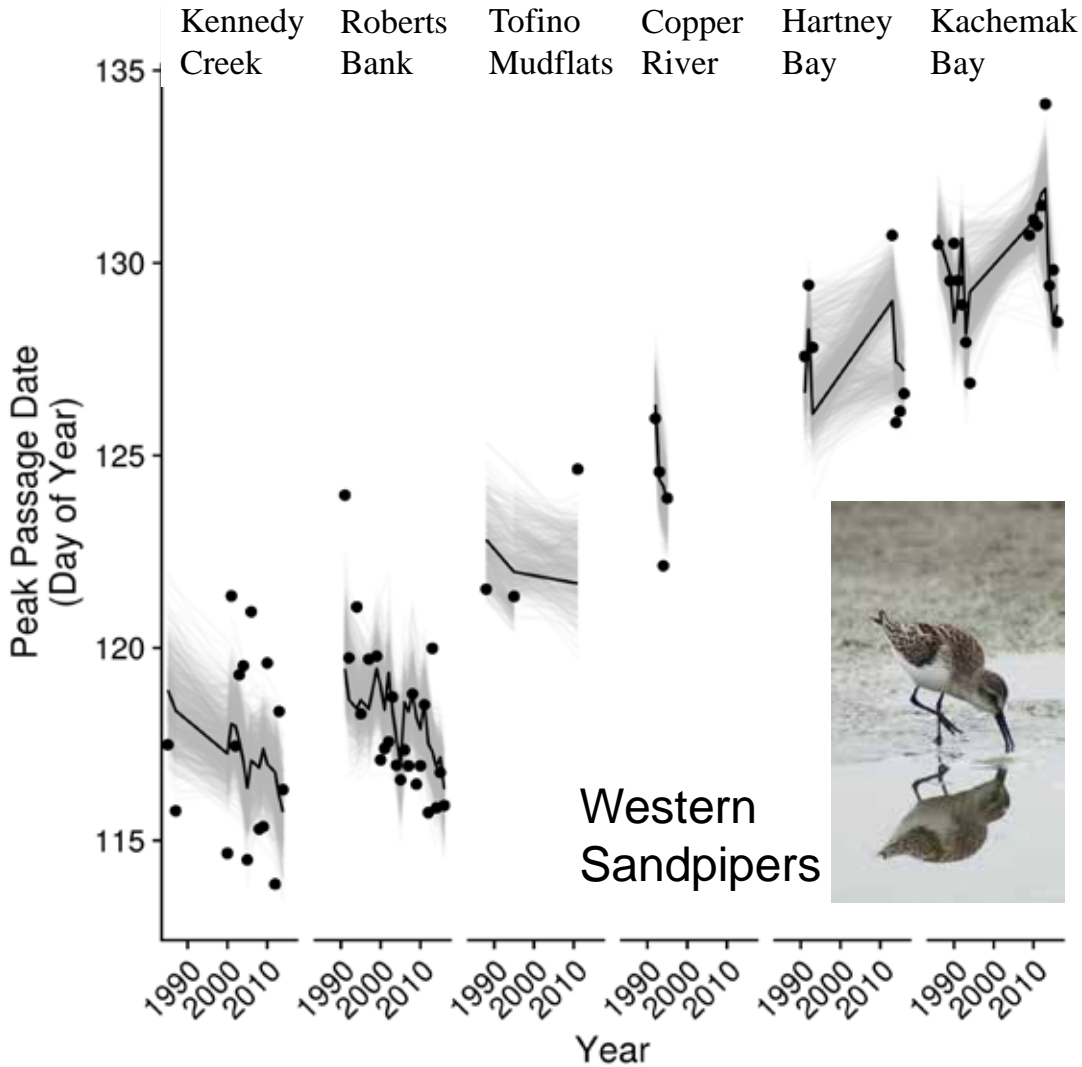 Kennedy
Creek
Roberts
Bank
Tofino
Mudflats
Copper
River
Hartney
Bay
Kachemak
Bay
135
130
125
120
115
Peak Passage Date
(Day of Year)
Western
Sandpipers
1990 2000 2010
1990 2000 2010
1990 2000 2010
1990 2000 2010
1990 2000 2010
1990 2000 2010
Year